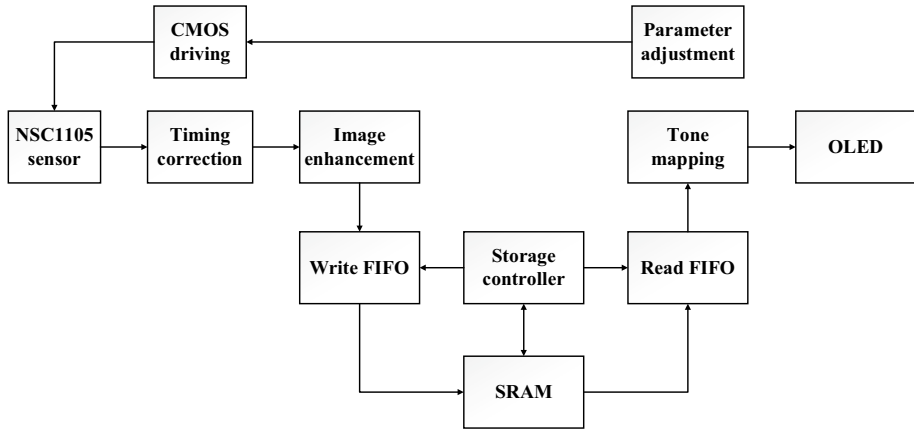 CMOS
driving
Parameter
adjustment
NSC1105
sensor
Timing
correction
Image
enhancement
Tone
mapping
OLED
Write FIFO
Storage
controller
Read FIFO
SRAM